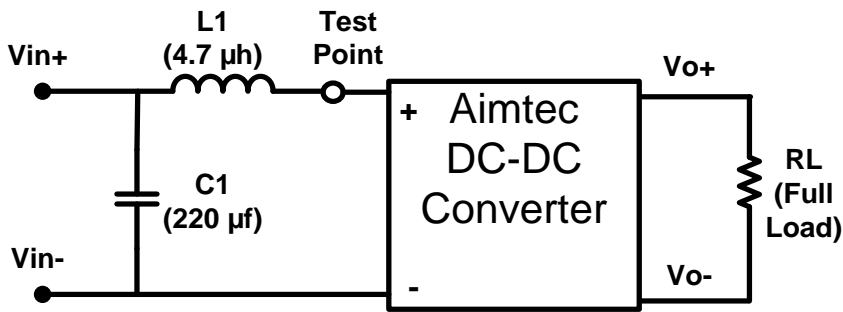 L1
(4.7 µh)
Test
Point
Vin+
Vo+
+
Aimtec
DC-DC
Converter
C1
(220 µf)
RL
(Full
Load)
Vin-
Vo-
-